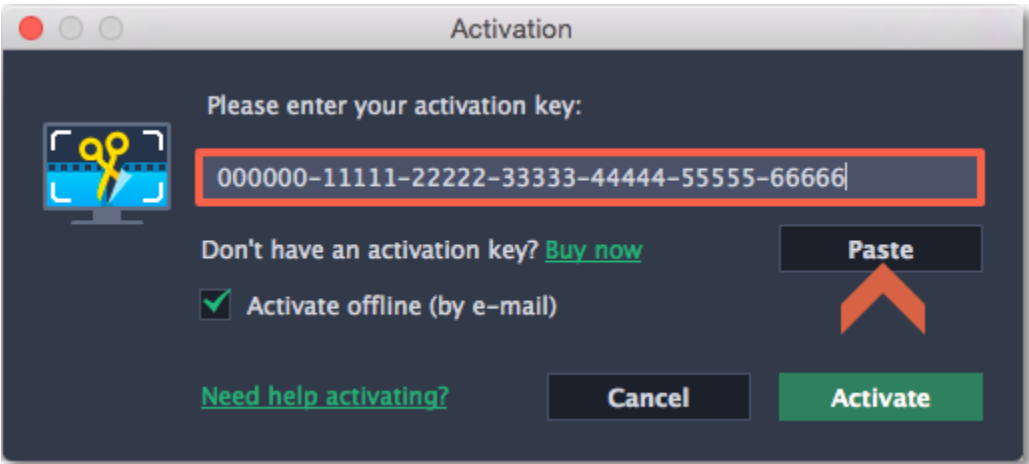 Activation
Please enter your activation key:
000000-11111-22222-33333-44444-55555-66666
Don't have an activation key? Buy now
Paste
Activate offline (by e-mail)
Need help activating?
Cancel
Activate